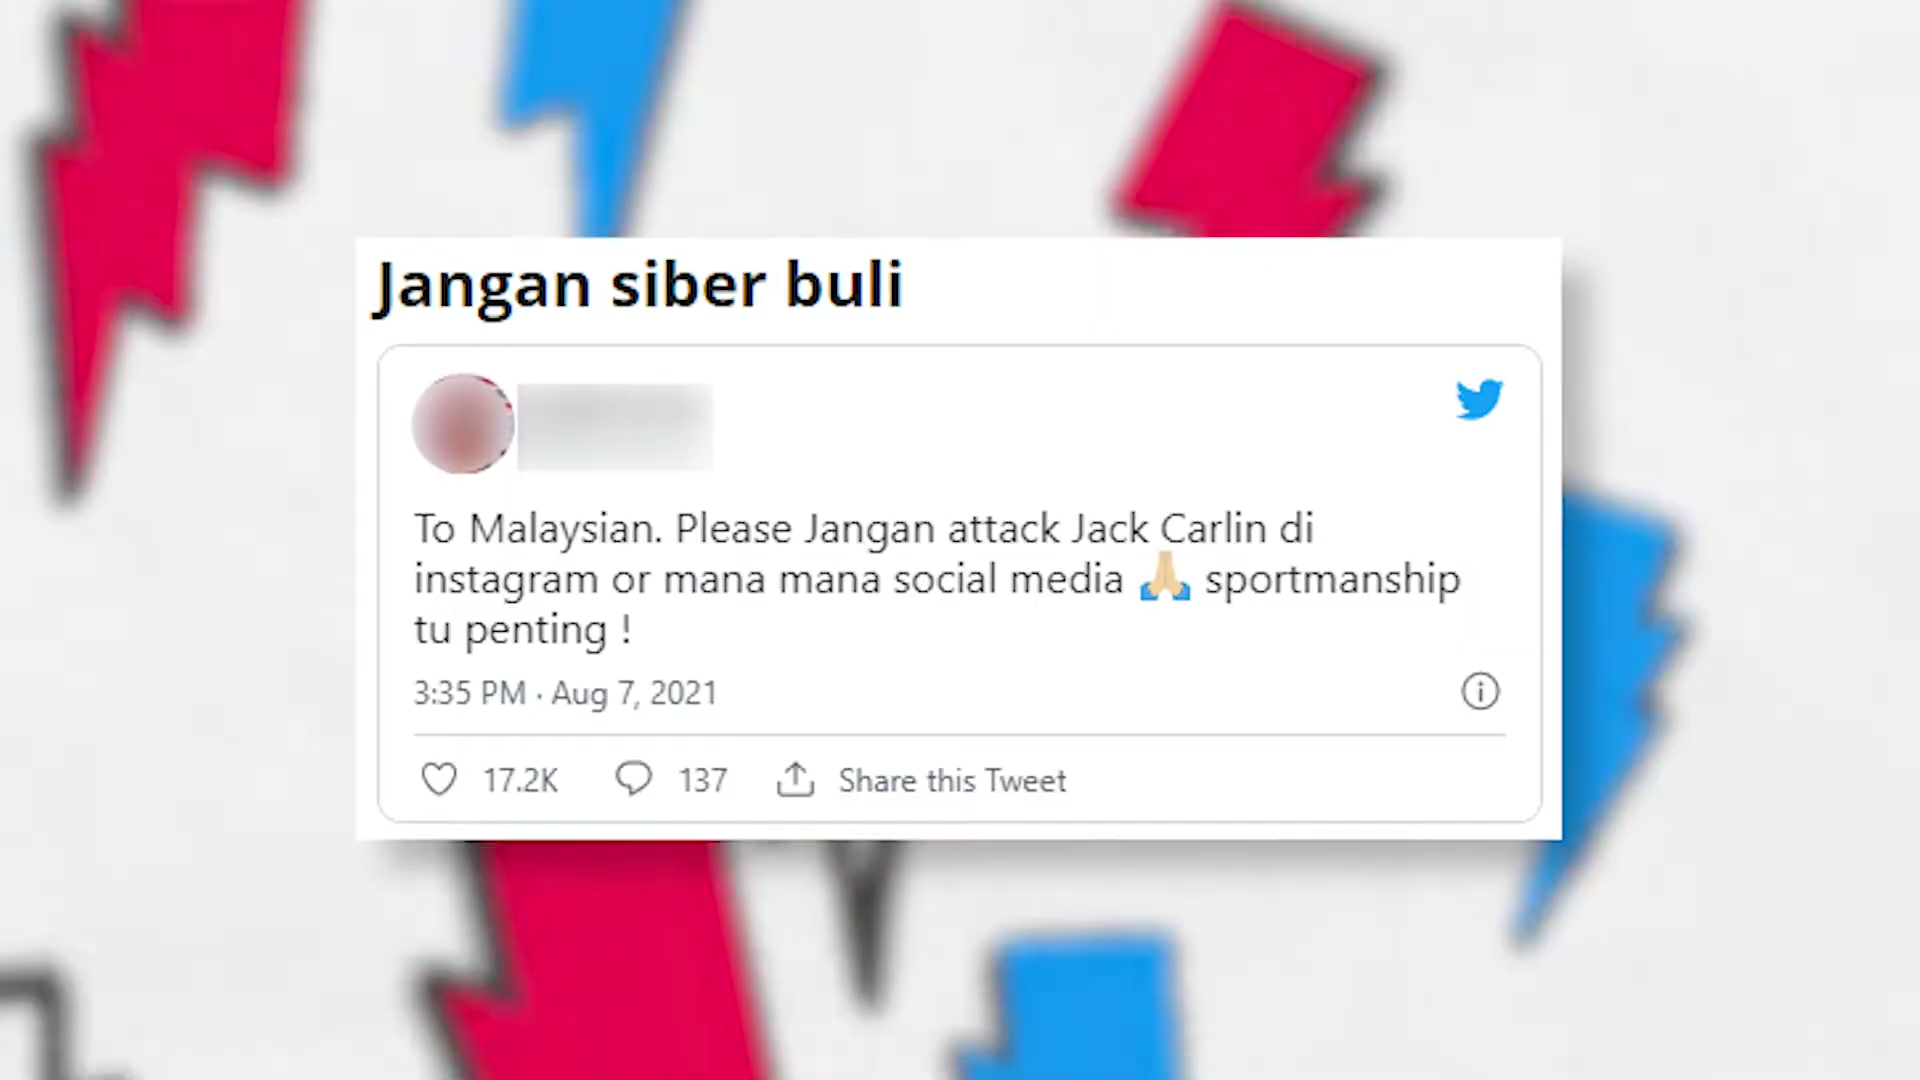 Jangan siber buli
To Malaysian. Please Jangan attack Jack Carlin di
instagram or mana mana social media 🙏🏼 sportmanship
tu penting !
3:35 PM · Aug 7, 2021
17.2K 137 Share this Tweet